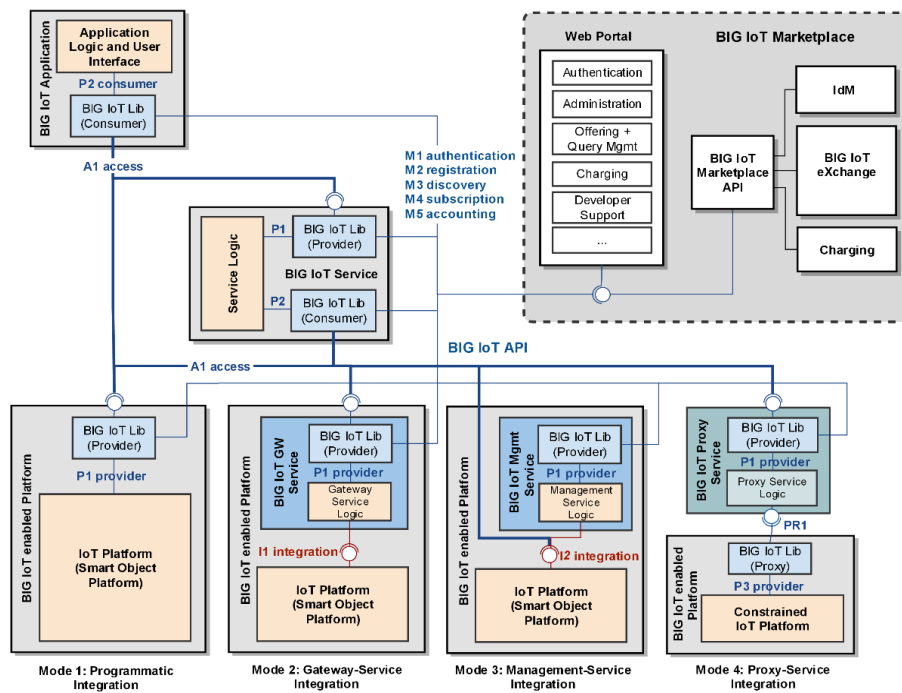 BIG IoT Application
Application
Logic and User
Interface
P2 consumer
BIG IoT Lib
(Consumer)
A1 access
M1 authentication
M2 registration
M3 discovery
M4 subscription
M5 accounting
Web Portal
Authentication
Administration
Offering +
Query Mgmt
Charging
Developer
Support
...
BIG IoT Marketplace
BIG IoT
Marketplace
API
IdM
BIG IoT
eXchange
Charging
Service Logic
P1
BIG IoT Lib
(Provider)
BIG IoT Service
P2
BIG IoT Lib
(Consumer)
BIG IoT API
A1 access
BIG IoT enabled Platform
BIG IoT Lib
(Provider)
P1 provider
IoT Platform
(Smart Object
Platform)
Mode 1: Programmatic
Integration
BIG IoT enabled Platform
BIG IoT GW
Service
BIG IoT Lib
(Provider)
P1 provider
Gateway
Service
Logic
I1 integration
IoT Platform
(Smart Object
Platform)
Mode 2: Gateway-Service
Integration
BIG IoT enabled Platform
BIG IoT Mgmt
Service
BIG IoT Lib
(Provider)
P1 provider
Management
Service
Logic
I2 integration
IoT Platform
(Smart Object
Platform)
Mode 3: Management-Service
Integration
BIG IoT Proxy
Service
BIG IoT Lib
(Provider)
P1 provider
Proxy Service
Logic
PR1
BIG IoT enabled
Platform
BIG IoT Lib
(Proxy)
P3 provider
Constrained
IoT Platform
Mode 4: Proxy-Service
Integration